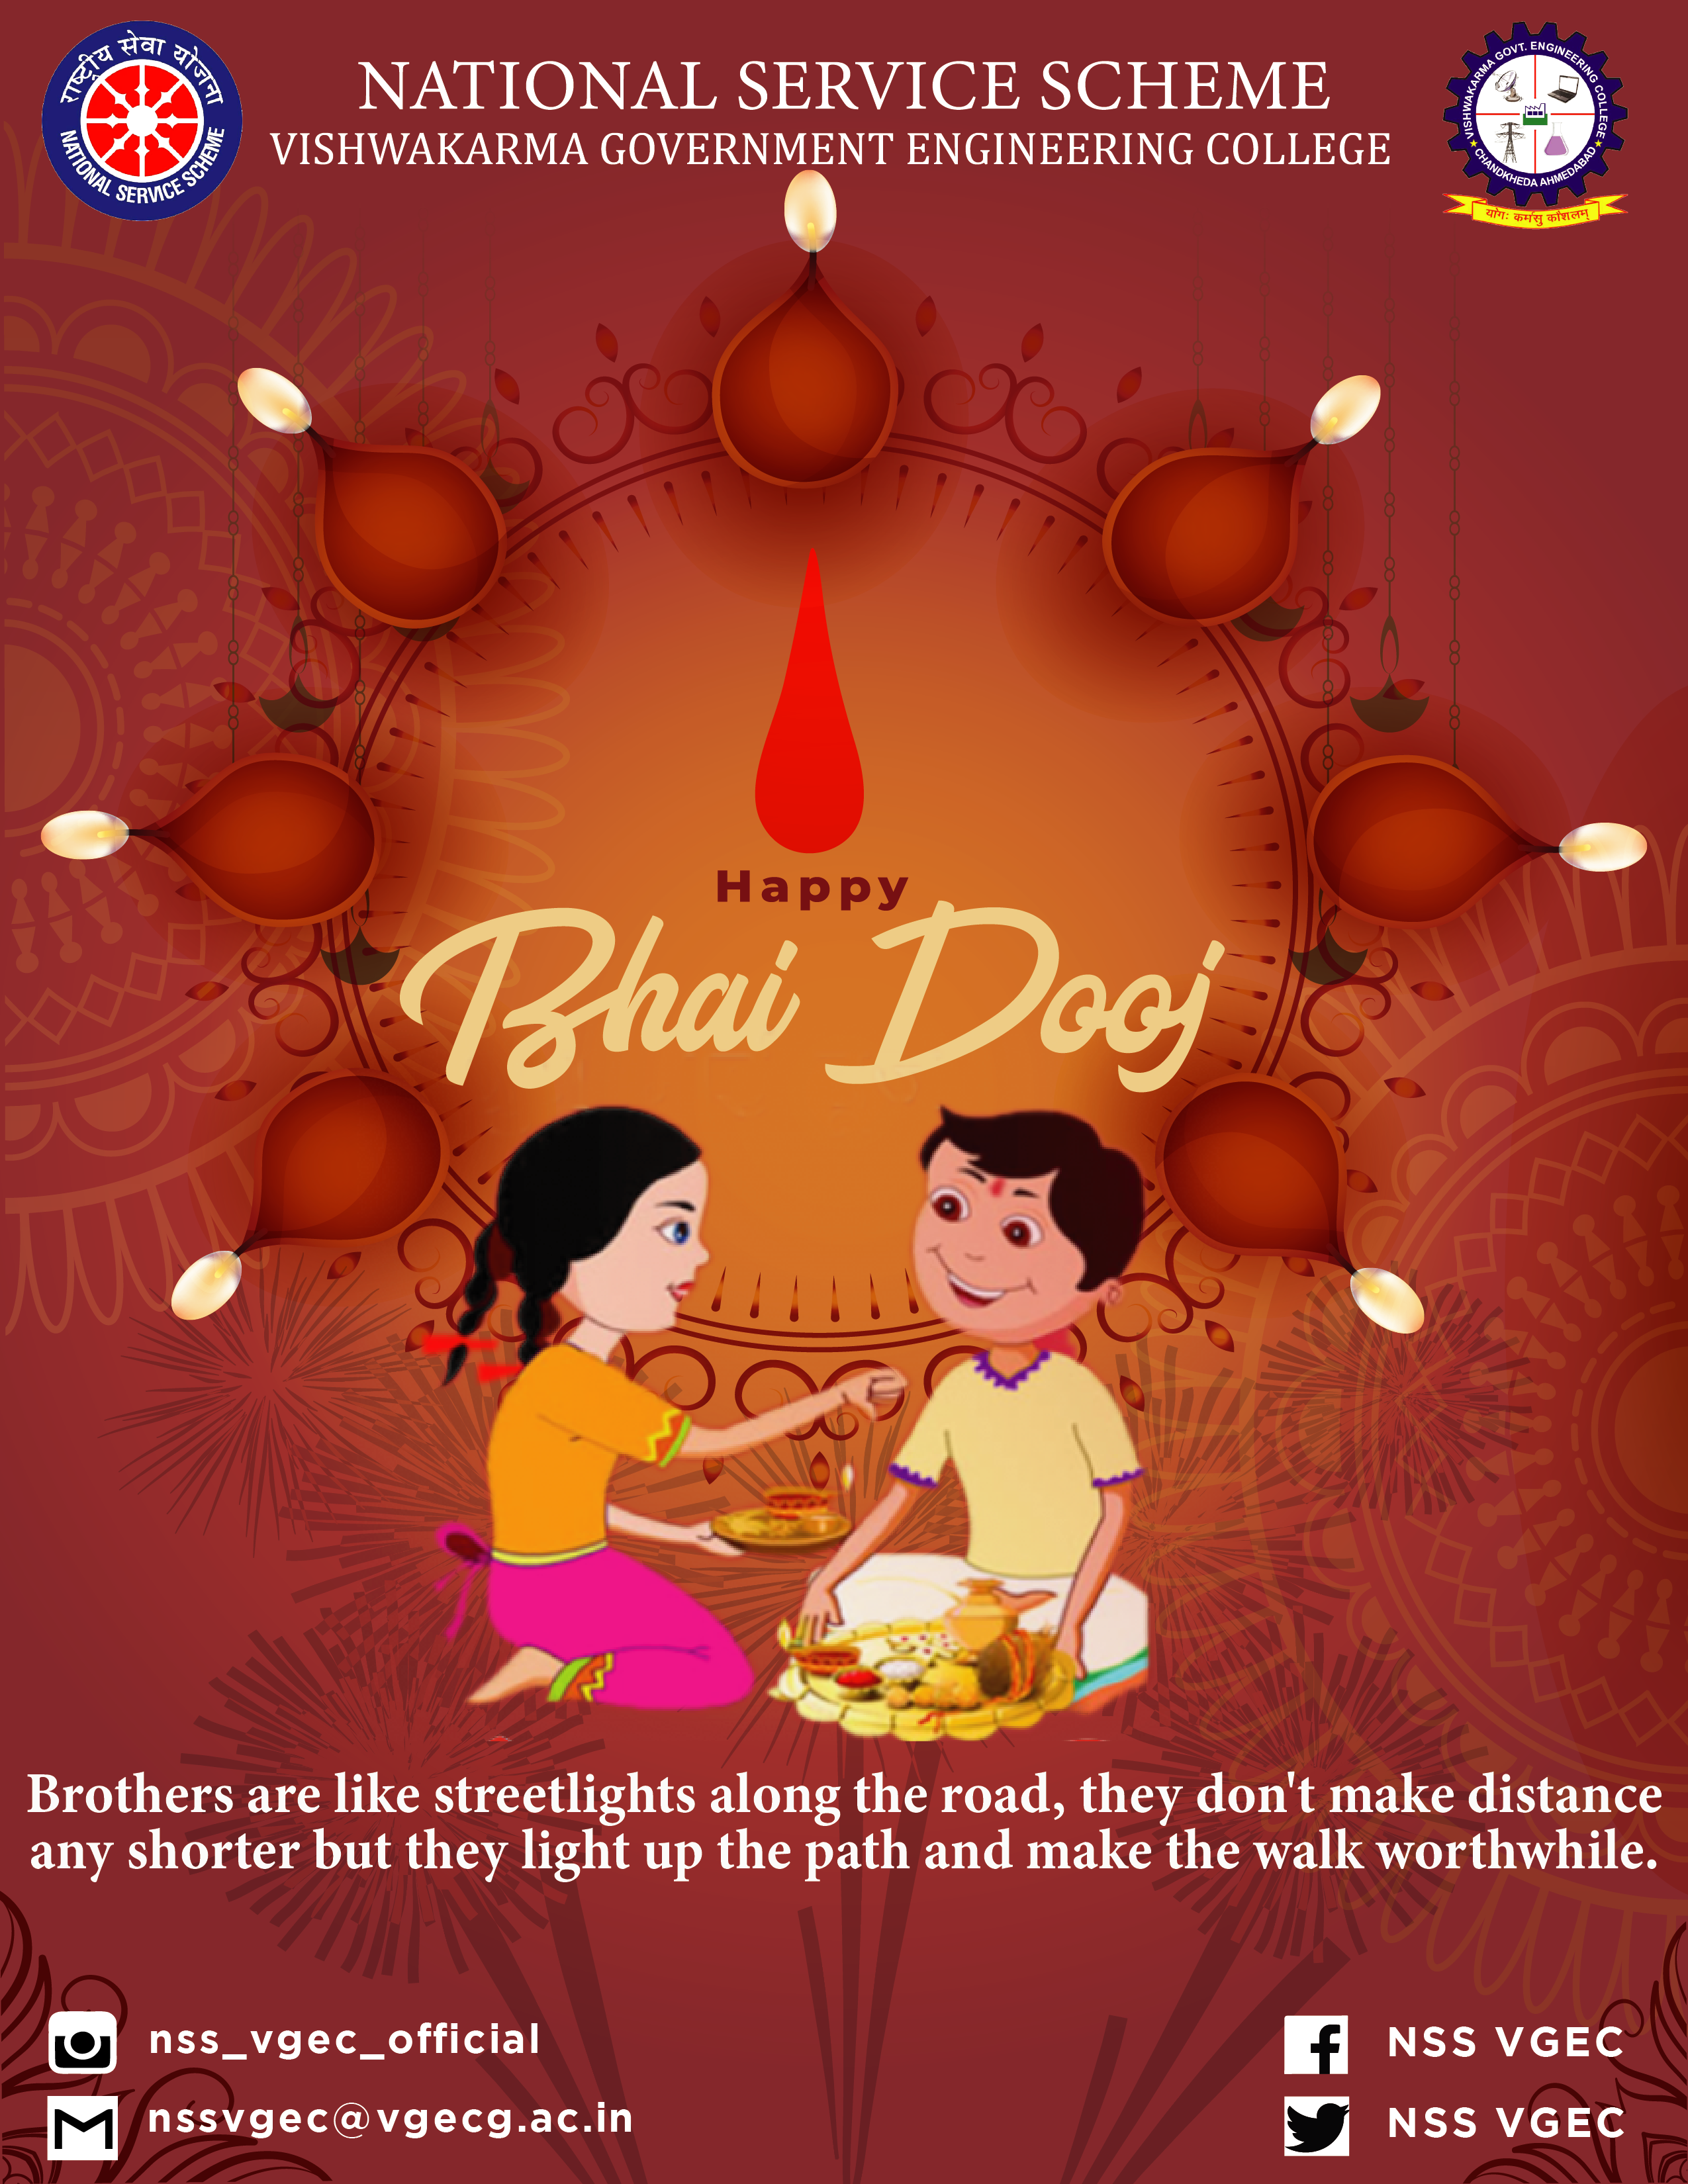 राष्ट्रीय सेवा योजना
NATIONAL SERVICE SCHEME
NATIONAL SERVICE SCHEME
VISHWAKARMA GOVERNMENT ENGINEERING COLLEGE
VISHWAKARMA GOVT. ENGINEERING COLLEGE
CHANDKHEDA AHMEDABAD
योगः कर्मसु कौशलम्
Happy
Bhai Dooj
Brothers are like streetlights along the road, they don't make distance
any shorter but they light up the path and make the walk worthwhile.
nss_vgec_official
NSS VGEC
nssvgec@vgecg.ac.in
NSS VGEC